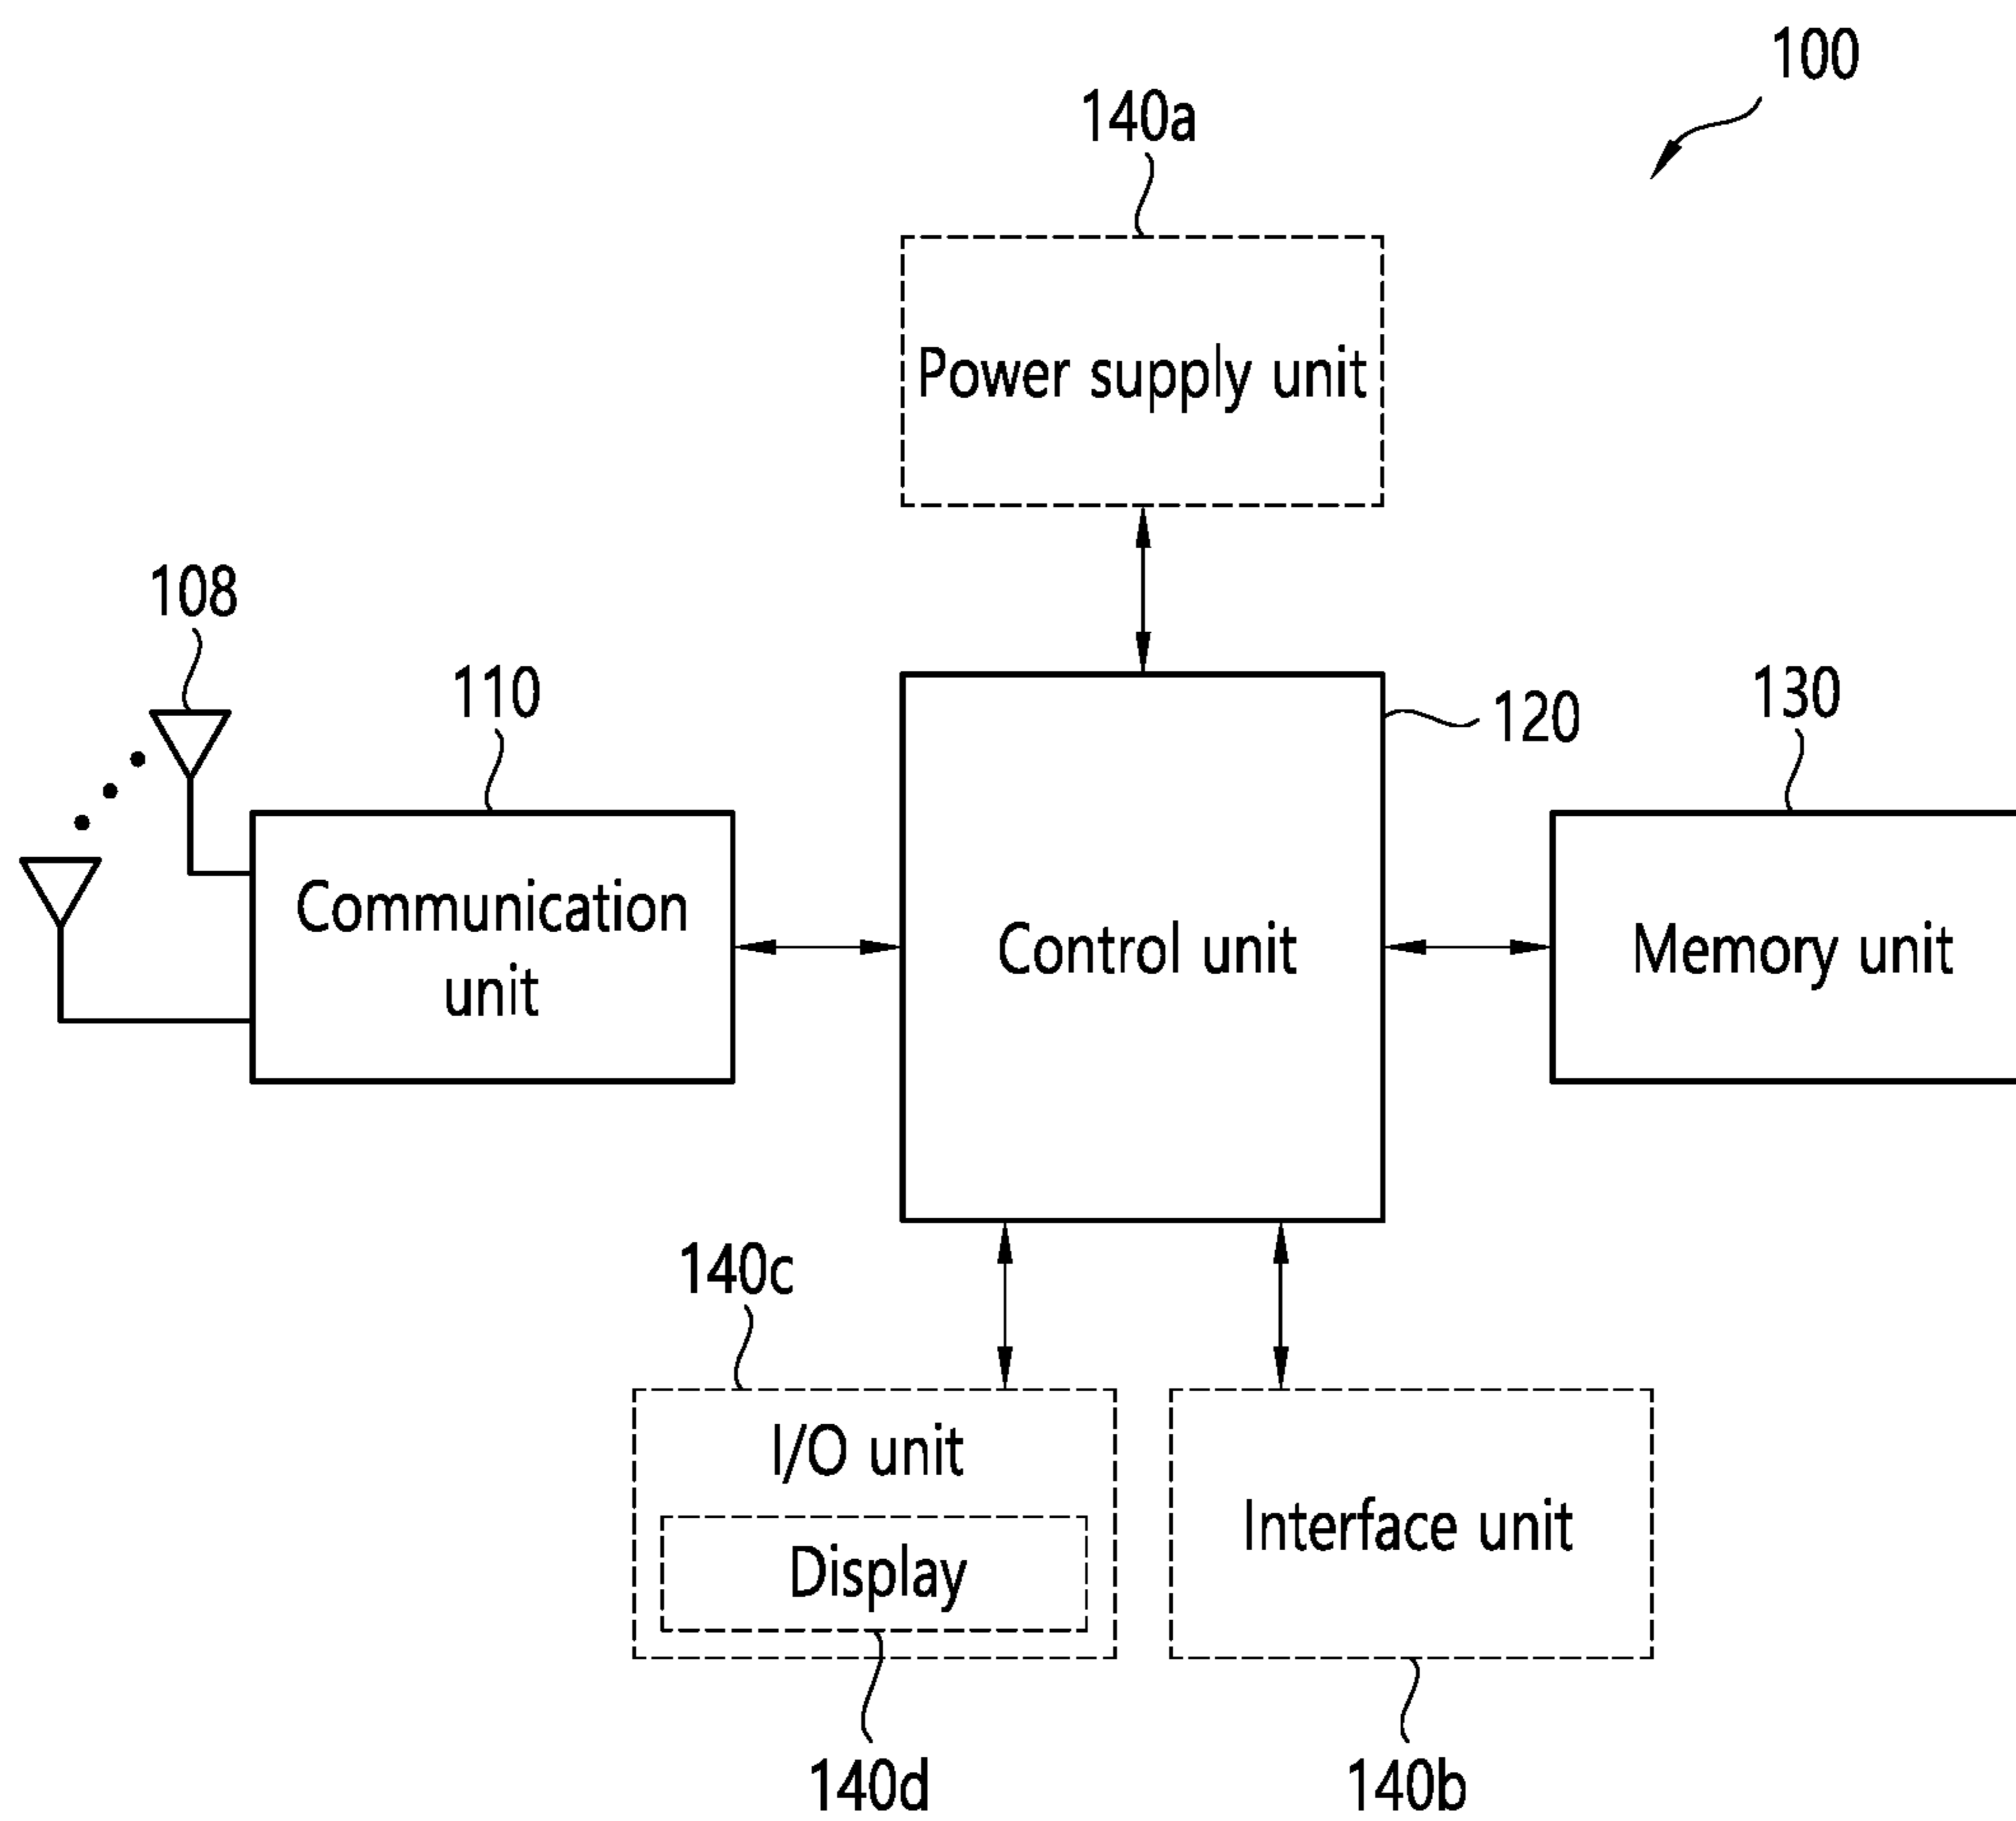 100
140a
Power supply unit
108
110
120
130
Communication
unit
Control unit
Memory unit
140c
I/O unit
Display
Interface unit
140d
140b